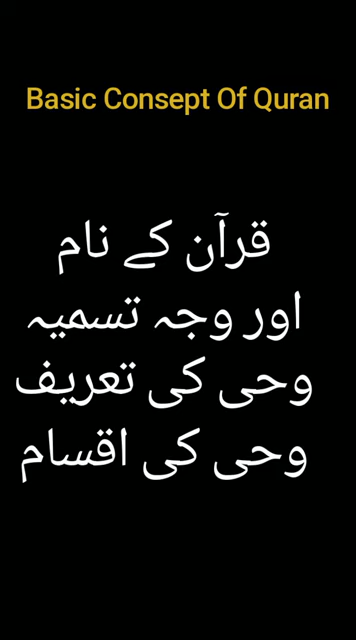 Basic Consept Of Quran
قرآن کے نام
اور وجہ تسمیہ
وحی کی تعریف
وحی کی اقسام